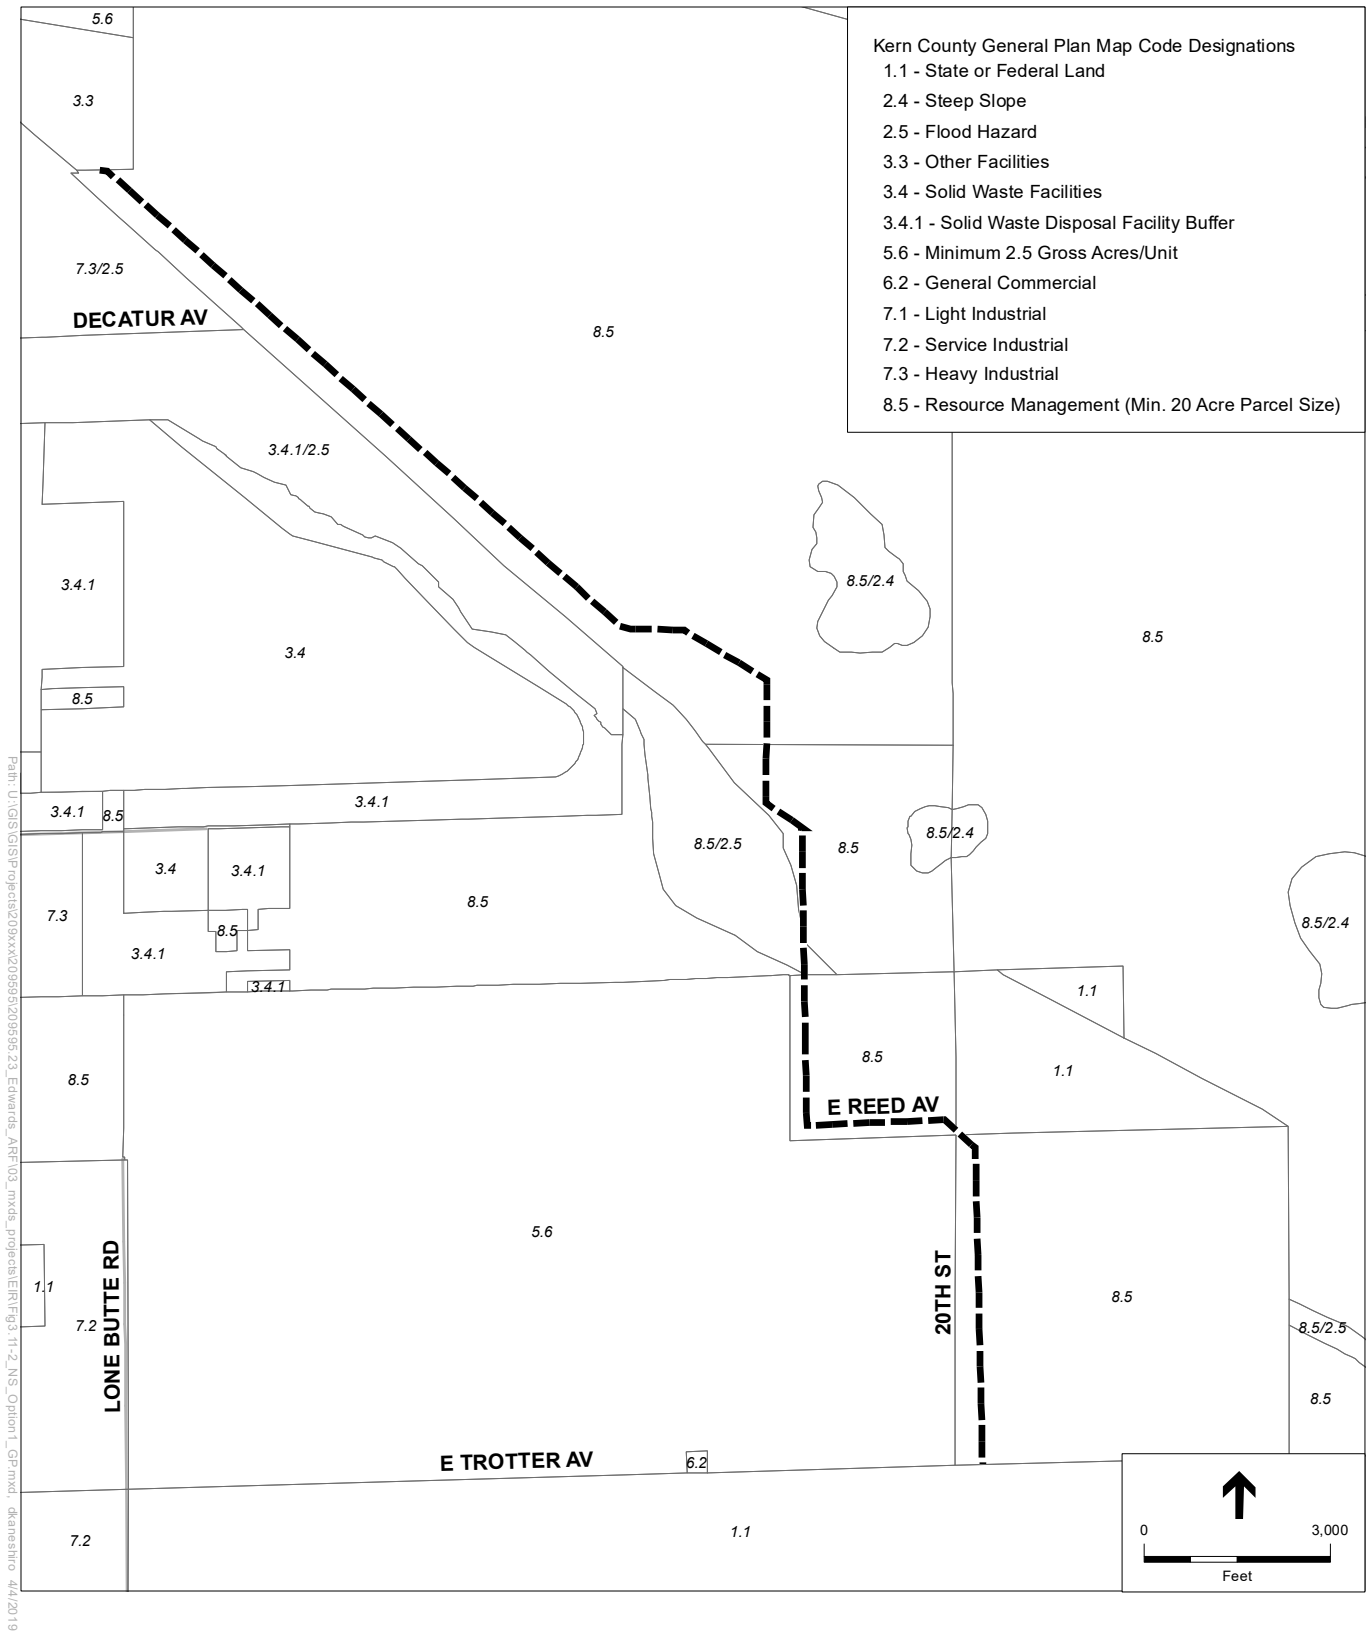 5.6
Kern County General Plan Map Code Designations
1.1 - State or Federal Land
2.4 - Steep Slope
2.5 - Flood Hazard
3.3 - Other Facilities
3.4 - Solid Waste Facilities
3.4.1 - Solid Waste Disposal Facility Buffer
5.6 - Minimum 2.5 Gross Acres/Unit
6.2 - General Commercial
7.1 - Light Industrial
7.2 - Service Industrial
7.3 - Heavy Industrial
8.5 - Resource Management (Min. 20 Acre Parcel Size)
3.3
7.3/2.5
DECATUR AV
8.5
3.4.1/2.5
8.5/2.4
3.4.1
8.5
3.4
8.5
3.4.1
8.5
3.4.1
8.5/2.5
8.5
8.5/2.4
3.4
3.4.1
8.5
7.3
8.5
8.5/2.4
3.4.1
3.4.1
1.1
8.5
8.5
1.1
E REED AV
5.6
1.1
7.2
LONE BUTTE RD
20TH ST
8.5
8.5/2.5
8.5
E TROTTER AV
6.2
7.2
1.1
0 3,000
Feet
Path: U:\GIS\GIS\Projects\209xxx\209595\209595.23_Edwards_ARF\03_mxds_projects\EIR\Fig3.11-2_NS_Option1_GP.mxd, dkaneshiro 4/4/2019